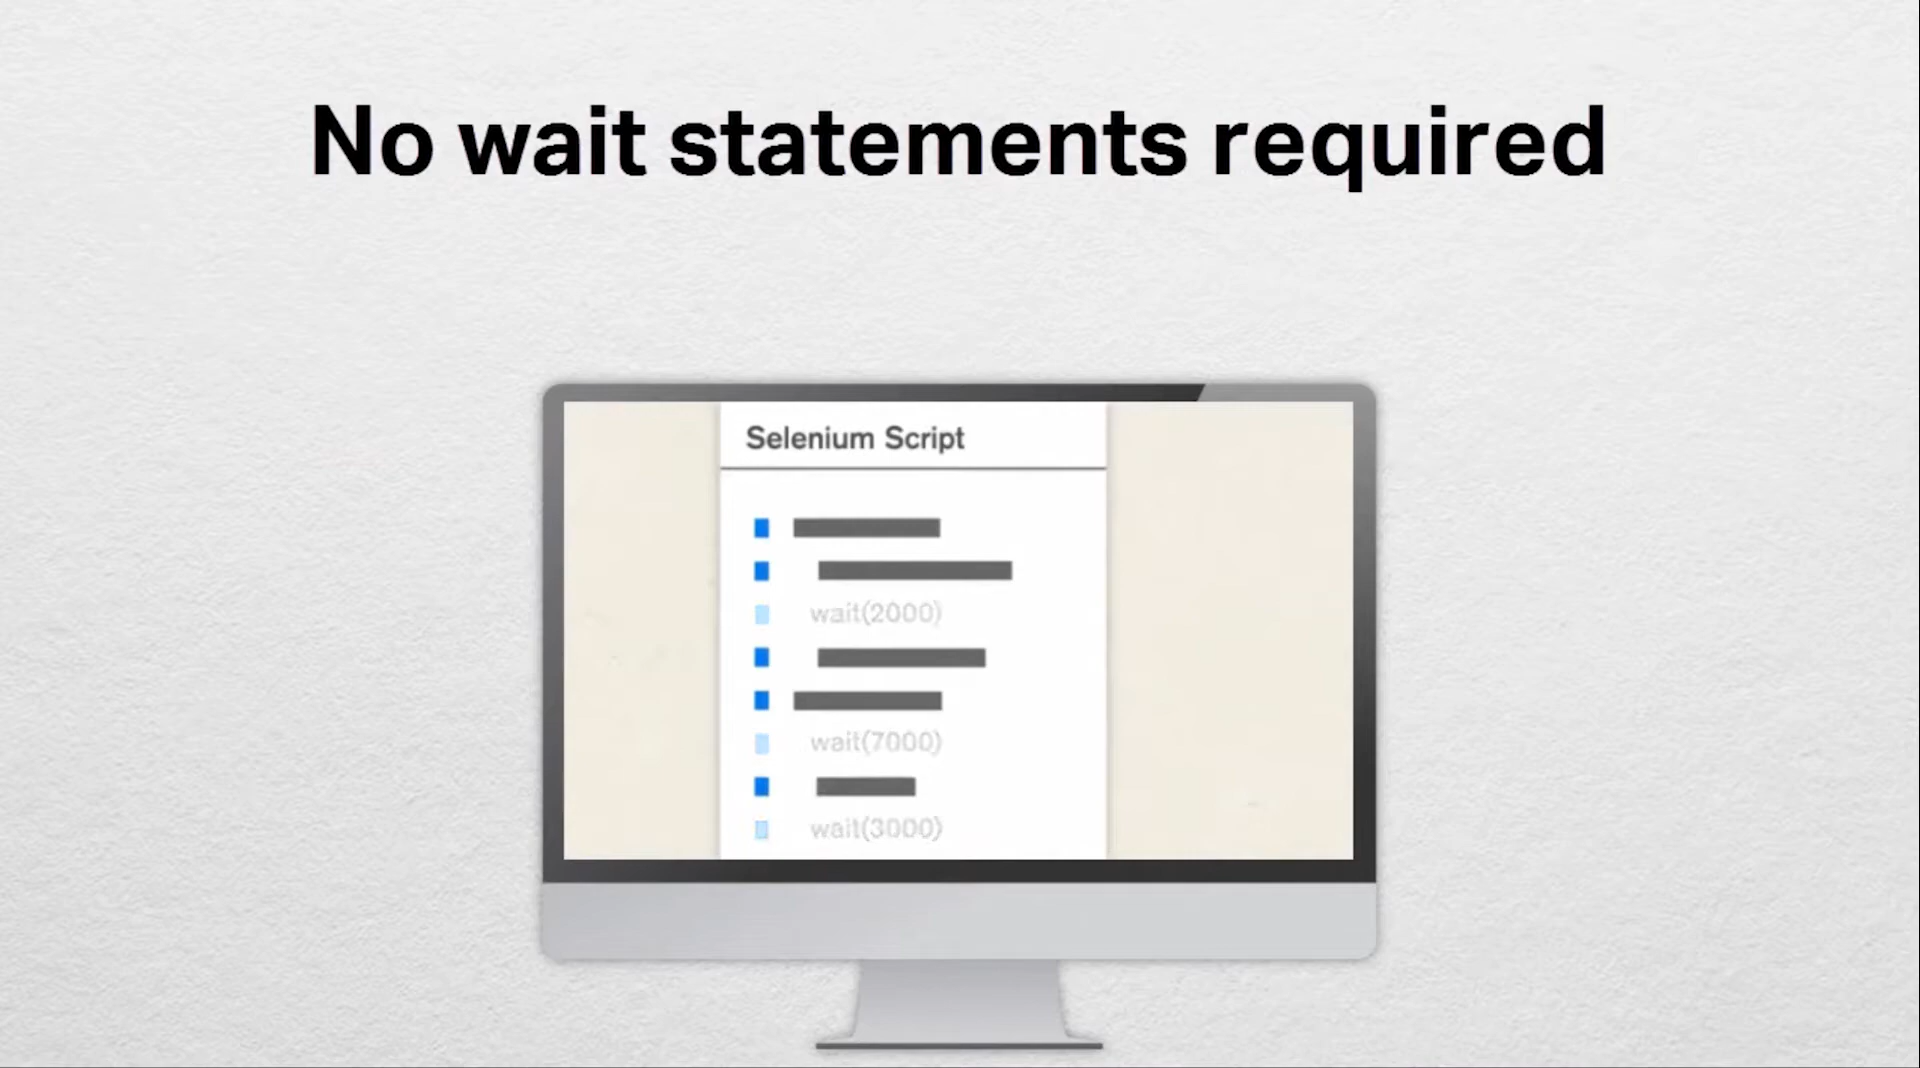 No wait statements required
Selenium Script
wait(2000)
wait(7000)
wait(3000)